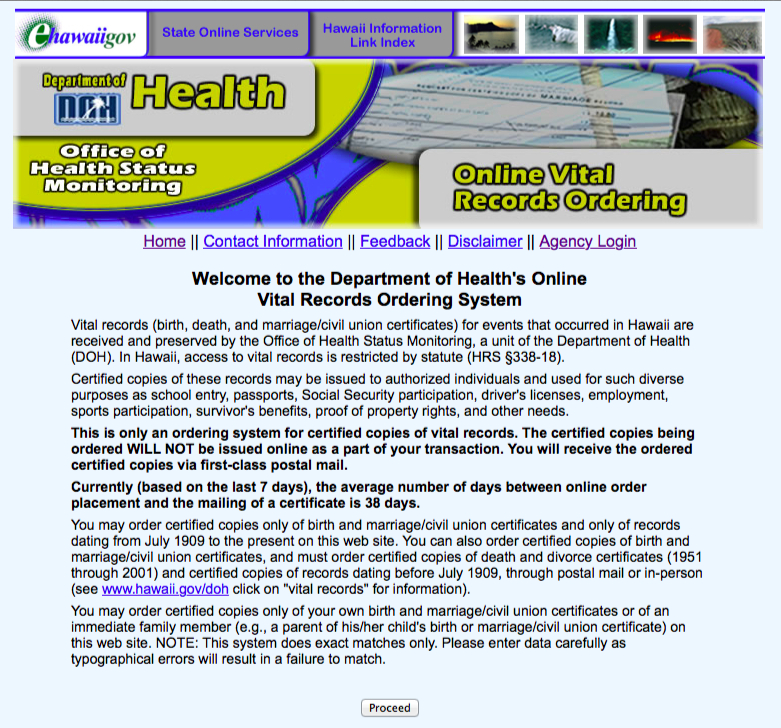 ehawaiigov
State Online Services
Hawaii Information
Link Index
Department of
DOH
Health
Office of
Health Status
Monitoring
MARRIAGE
Online Vital
Records Ordering
Home || Contact Information || Feedback || Disclaimer || Agency Login
Welcome to the Department of Health's Online
Vital Records Ordering System
Vital records (birth, death, and marriage/civil union certificates) for events that occurred in Hawaii are
received and preserved by the Office of Health Status Monitoring, a unit of the Department of Health
(DOH). In Hawaii, access to vital records is restricted by statute (HRS §338-18).
Certified copies of these records may be issued to authorized individuals and used for such diverse
purposes as school entry, passports, Social Security participation, driver's licenses, employment,
sports participation, survivor's benefits, proof of property rights, and other needs.
This is only an ordering system for certified copies of vital records. The certified copies being
ordered WILL NOT be issued online as a part of your transaction. You will receive the ordered
certified copies via first-class postal mail.
Currently (based on the last 7 days), the average number of days between online order
placement and the mailing of a certificate is 38 days.
You may order certified copies only of birth and marriage/civil union certificates and only of records
dating from July 1909 to the present on this web site. You can also order certified copies of birth and
marriage/civil union certificates, and must order certified copies of death and divorce certificates (1951
through 2001) and certified copies of records dating before July 1909, through postal mail or in-person
(see www.hawaii.gov/doh click on "vital records" for information).
You may order certified copies only of your own birth and marriage/civil union certificates or of an
immediate family member (e.g., a parent of his/her child's birth or marriage/civil union certificate) on
this web site. NOTE: This system does exact matches only. Please enter data carefully as
typographical errors will result in a failure to match.
Proceed